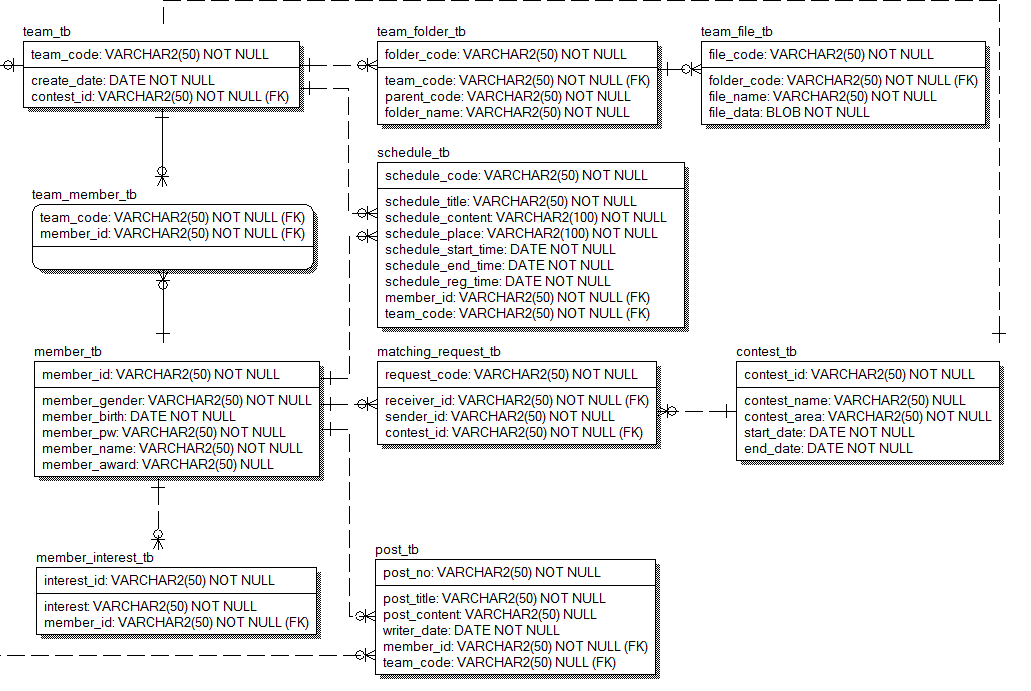 team_tb
team_code: VARCHAR2(50) NOT NULL
create_date: DATE NOT NULL
contest_id: VARCHAR2(50) NOT NULL (FK)
team_folder_tb
folder_code: VARCHAR2(50) NOT NULL
team_code: VARCHAR2(50) NOT NULL (FK)
parent_code: VARCHAR2(50) NOT NULL
folder_name: VARCHAR2(50) NOT NULL
team_file_tb
file_code: VARCHAR2(50) NOT NULL
folder_code: VARCHAR2(50) NOT NULL (FK)
file_name: VARCHAR2(50) NOT NULL
file_data: BLOB NOT NULL
schedule_tb
schedule_code: VARCHAR2(50) NOT NULL
schedule_title: VARCHAR2(50) NOT NULL
schedule_content: VARCHAR2(100) NOT NULL
schedule_place: VARCHAR2(100) NOT NULL
schedule_start_time: DATE NOT NULL
schedule_end_time: DATE NOT NULL
schedule_reg_time: DATE NOT NULL
member_id: VARCHAR2(50) NOT NULL (FK)
team_code: VARCHAR2(50) NOT NULL (FK)
team_member_tb
team_code: VARCHAR2(50) NOT NULL (FK)
member_id: VARCHAR2(50) NOT NULL (FK)
member_tb
member_id: VARCHAR2(50) NOT NULL
member_gender: VARCHAR2(50) NOT NULL
member_birth: DATE NOT NULL
member_pw: VARCHAR2(50) NOT NULL
member_name: VARCHAR2(50) NOT NULL
member_award: VARCHAR2(50) NULL
matching_request_tb
request_code: VARCHAR2(50) NOT NULL
receiver_id: VARCHAR2(50) NOT NULL (FK)
sender_id: VARCHAR2(50) NOT NULL
contest_id: VARCHAR2(50) NOT NULL (FK)
contest_tb
contest_id: VARCHAR2(50) NOT NULL
contest_name: VARCHAR2(50) NULL
contest_area: VARCHAR2(50) NOT NULL
start_date: DATE NOT NULL
end_date: DATE NOT NULL
member_interest_tb
interest_id: VARCHAR2(50) NOT NULL
interest: VARCHAR2(50) NOT NULL
member_id: VARCHAR2(50) NOT NULL (FK)
post_tb
post_no: VARCHAR2(50) NOT NULL
post_title: VARCHAR2(50) NOT NULL
post_content: VARCHAR2(50) NULL
writer_date: DATE NOT NULL
member_id: VARCHAR2(50) NOT NULL (FK)
team_code: VARCHAR2(50) NULL (FK)